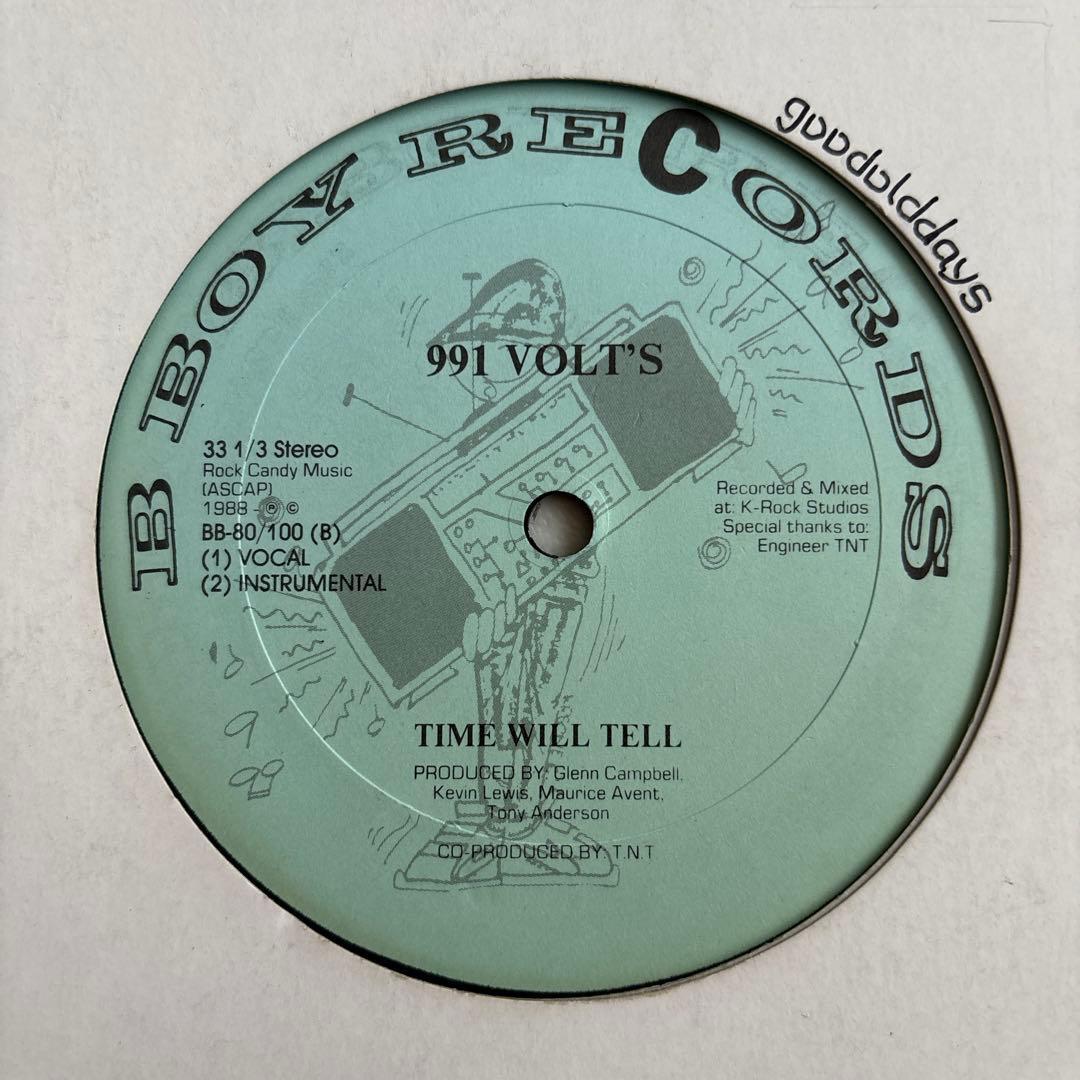 B BOY RECORDS
gooodolddays
991 VOLT'S
33 1/3 Stereo
Rock Candy Music
(ASCAP)
1988 - ℗ ©
BB-80/100 (B)
(1) VOCAL
(2) INSTRUMENTAL
Recorded & Mixed
at: K-Rock Studios
Special thanks to:
Engineer TNT
TIME WILL TELL
PRODUCED BY: Glenn Campbell,
Kevin Lewis, Maurice Avent,
Tony Anderson
CO-PRODUCED BY: T.N.T